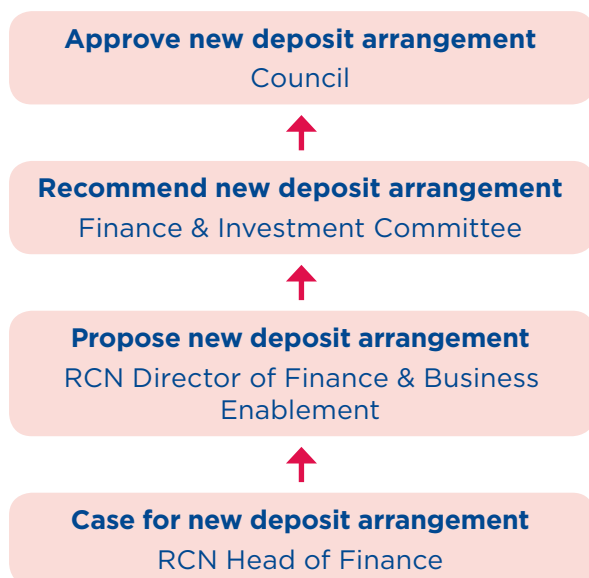 Approve new deposit arrangement
Council
Recommend new deposit arrangement
Finance & Investment Committee
Propose new deposit arrangement
RCN Director of Finance & Business
Enablement
Case for new deposit arrangement
RCN Head of Finance